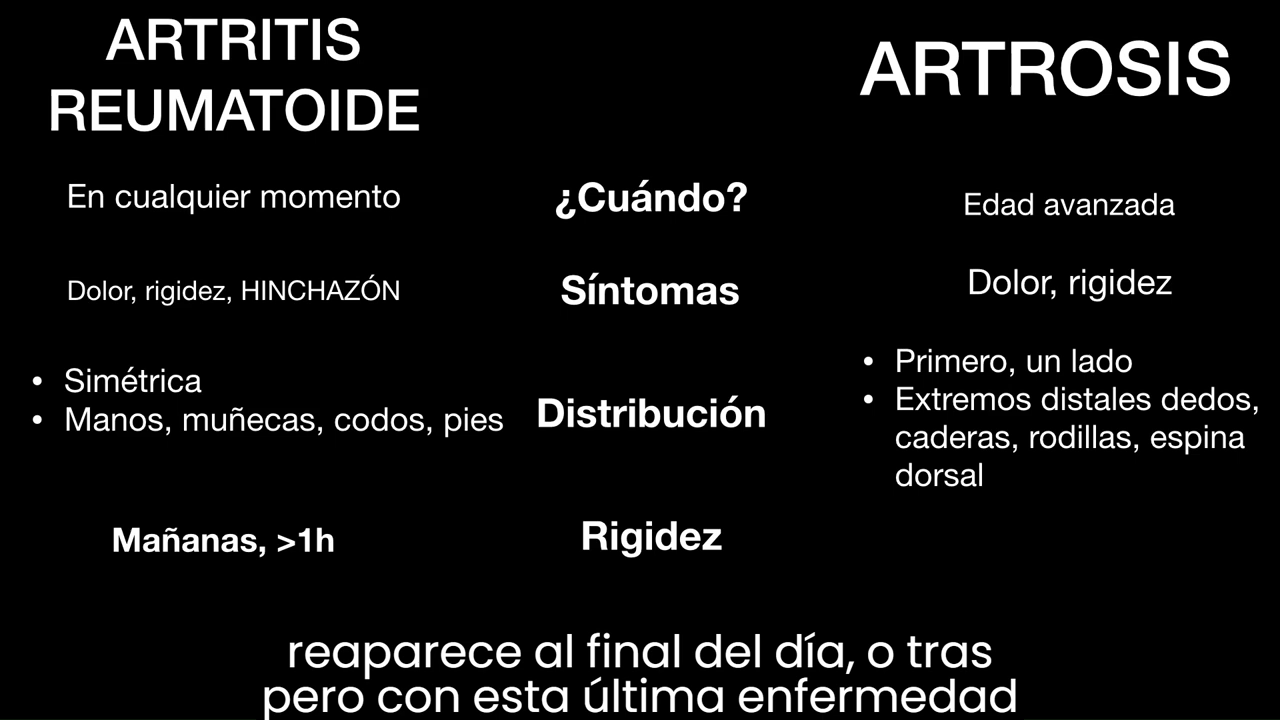 ARTRITIS
REUMATOIDE
ARTROSIS
En cualquier momento
¿Cuándo?
Edad avanzada
Dolor, rigidez, HINCHAZÓN
Síntomas
Dolor, rigidez
• Simétrica
• Manos, muñecas, codos, pies
Distribución
• Primero, un lado
• Extremos distales dedos,
caderas, rodillas, espina
dorsal
Mañanas, >1h
Rigidez
reaparece al final del día, o tras
pero con esta última enfermedad